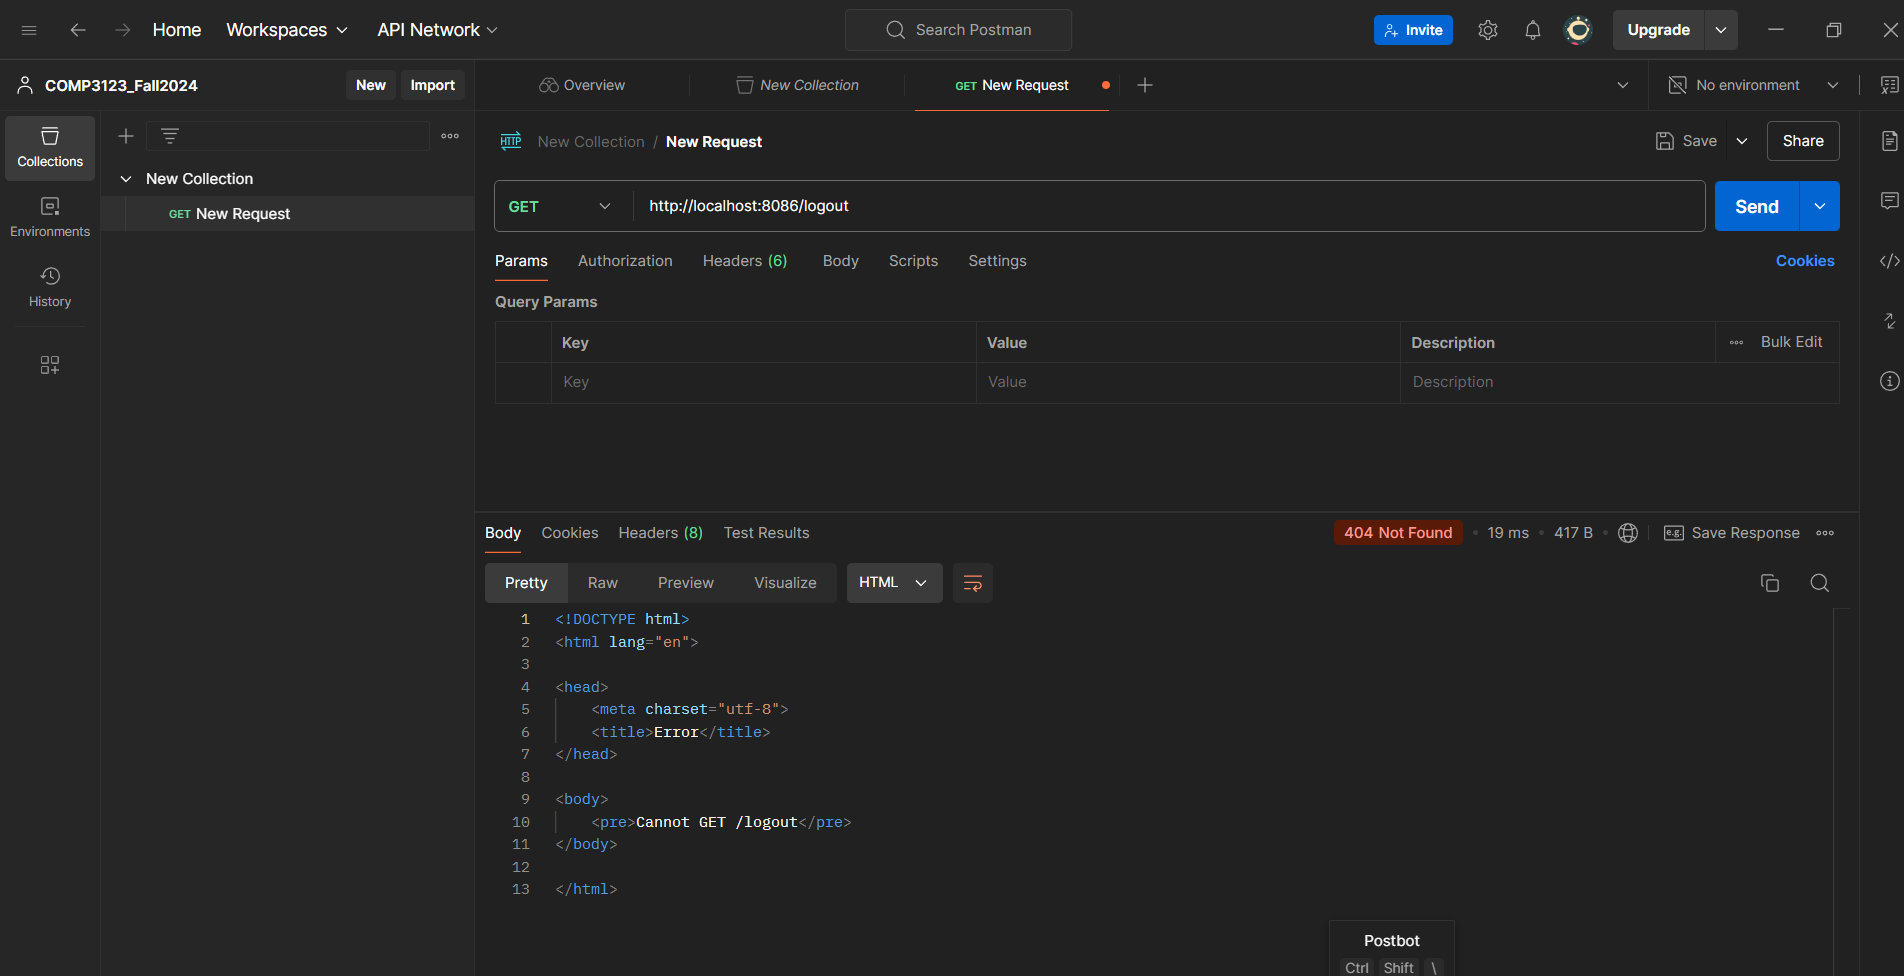 Home Workspaces API Network Search Postman Invite Upgrade
COMP3123_Fall2024 New Import Overview New Collection GET New Request No environment
Collections
Environments
History
New Collection
GET New Request
HTTP New Collection / New Request Save Share
GET http://localhost:8086/logout Send
Params Authorization Headers (6) Body Scripts Settings Cookies
Query Params
Key Value Description Bulk Edit
Key Value Description
Body Cookies Headers (8) Test Results 404 Not Found 19 ms 417 B e.g. Save Response
Pretty Raw Preview Visualize HTML
1 <!DOCTYPE html>
2 <html lang="en">
3
4 <head>
5 <meta charset="utf-8">
6 <title>Error</title>
7 </head>
8
9 <body>
10 <pre>Cannot GET /logout</pre>
11 </body>
12
13 </html>
Postbot
Ctrl Shift \